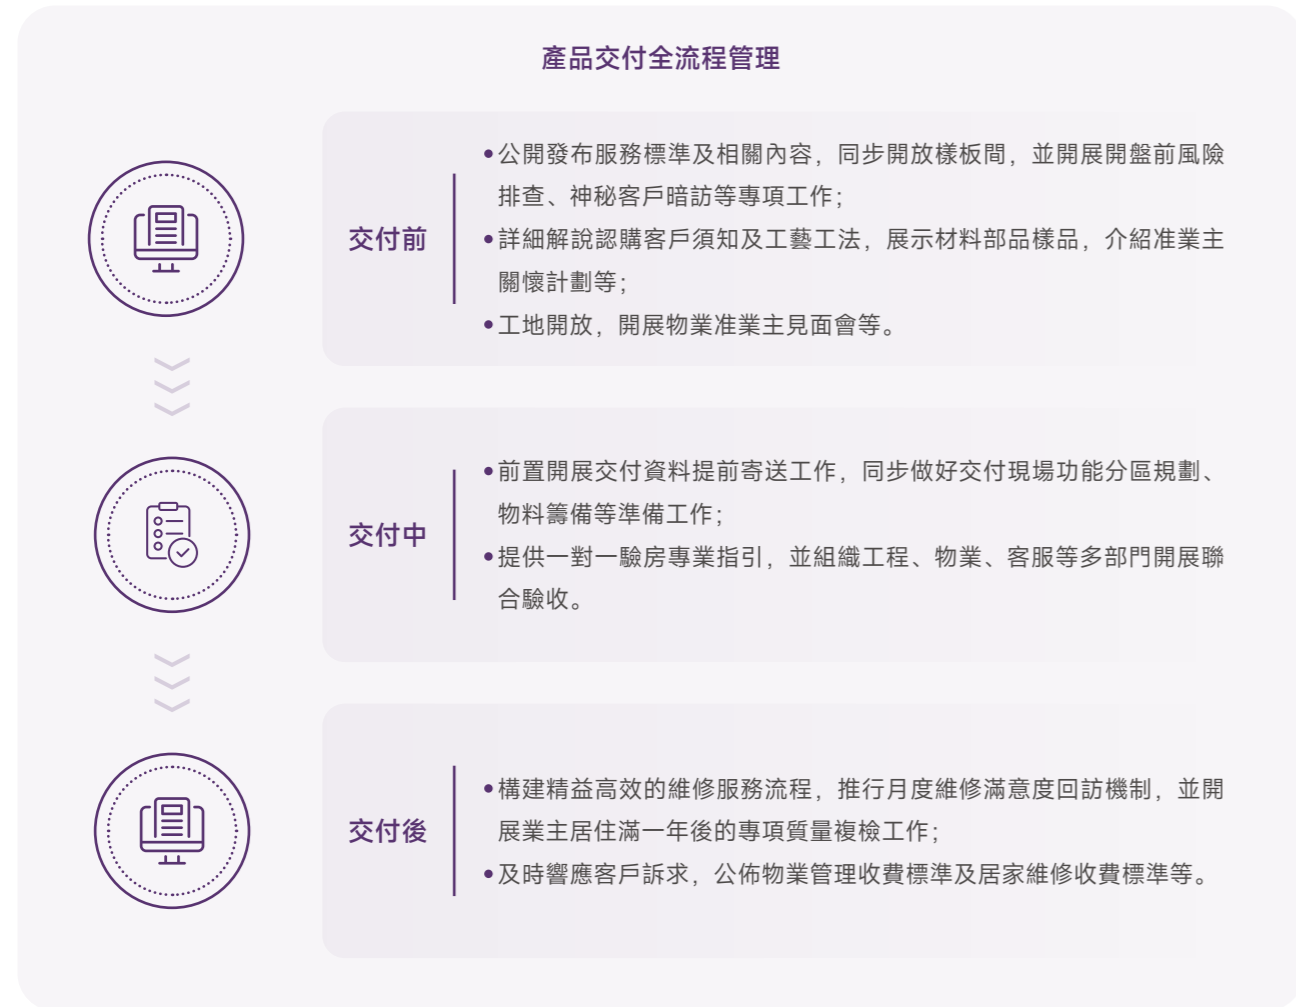 產品交付全流程管理
交付前
•公開發布服務標準及相關內容，同步開放樣板間，並開展開盤前風險
排查、神秘客戶暗訪等專項工作；
•詳細解說認購客戶須知及工藝工法，展示材料部品樣品，介紹准業主
關懷計劃等；
•工地開放，開展物業准業主見面會等。
交付中
•前置開展交付資料提前寄送工作，同步做好交付現場功能分區規劃、
物料籌備等準備工作；
•提供一對一驗房專業指引，並組織工程、物業、客服等多部門開展聯
合驗收。
交付後
•構建精益高效的維修服務流程，推行月度維修滿意度回訪機制，並開
展業主居住滿一年後的專項質量複檢工作；
•及時響應客戶訴求，公佈物業管理收費標準及居家維修收費標準等。